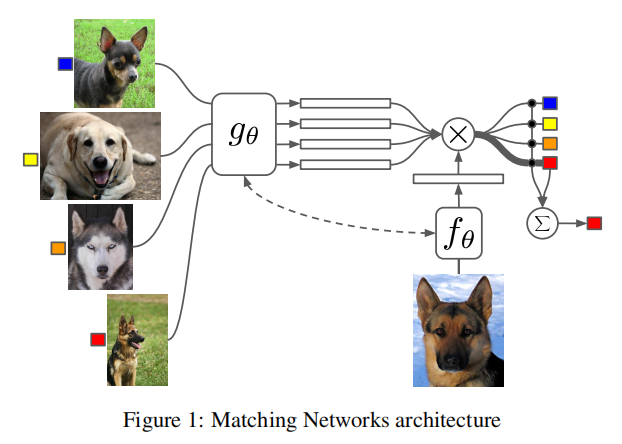 gθ
×
fθ
Σ
Figure 1: Matching Networks architecture